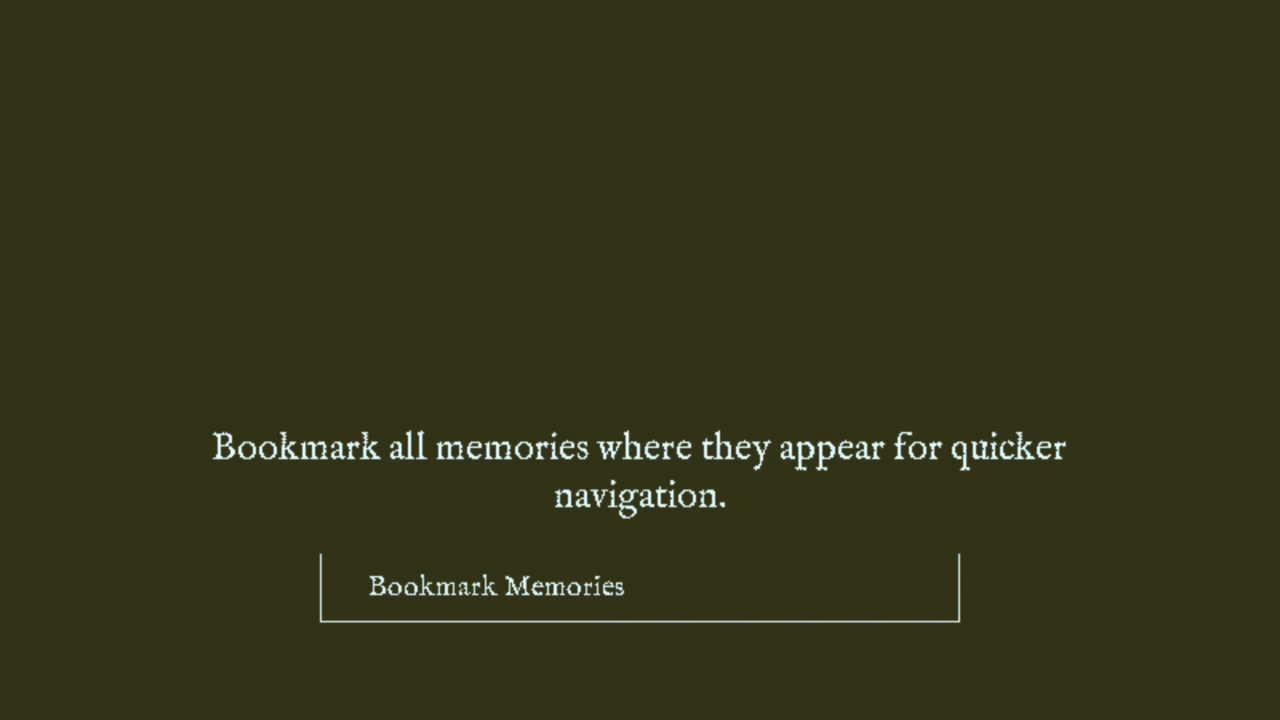 Bookmark all memories where they appear for quicker
navigation.
Bookmark Memories